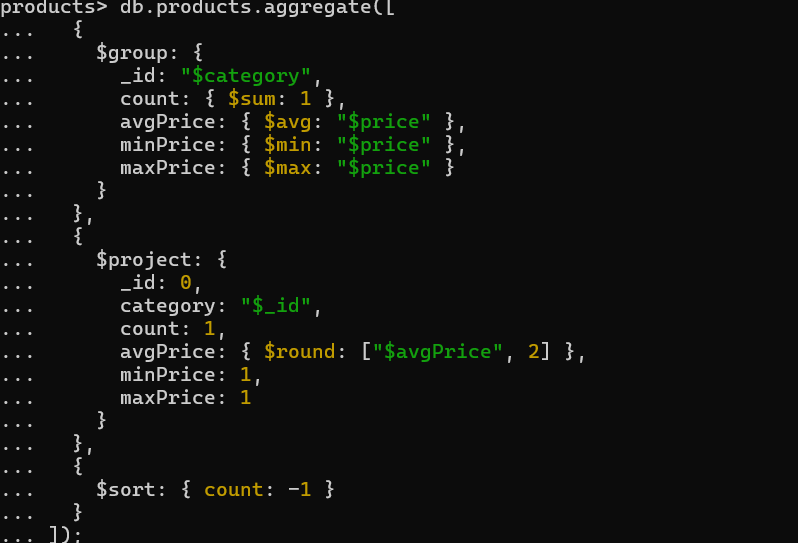 products> db.products.aggregate([
...   {
...     $group: {
...       _id: "$category",
...       count: { $sum: 1 },
...       avgPrice: { $avg: "$price" },
...       minPrice: { $min: "$price" },
...       maxPrice: { $max: "$price" }
...     }
...   },
...   {
...     $project: {
...       _id: 0,
...       category: "$_id",
...       count: 1,
...       avgPrice: { $round: ["$avgPrice", 2] },
...       minPrice: 1,
...       maxPrice: 1
...     }
...   },
...   {
...     $sort: { count: -1 }
...   }
... ]);